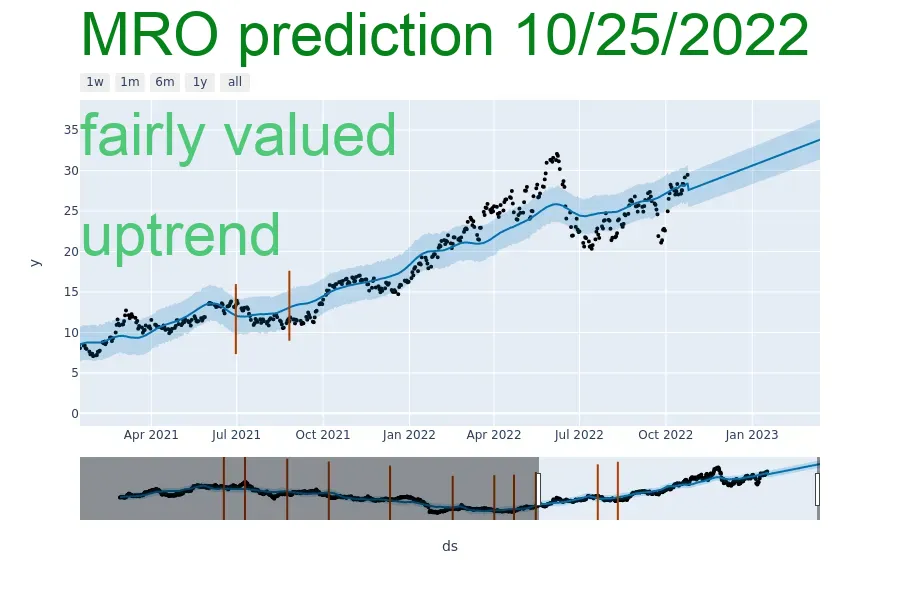 MRO prediction 10/25/2022
1w 1m 6m 1y all
fairly valued
uptrend
35
30
25
20
15
10
5
0
y
Apr 2021 Jul 2021 Oct 2021 Jan 2022 Apr 2022 Jul 2022 Oct 2022 Jan 2023
ds